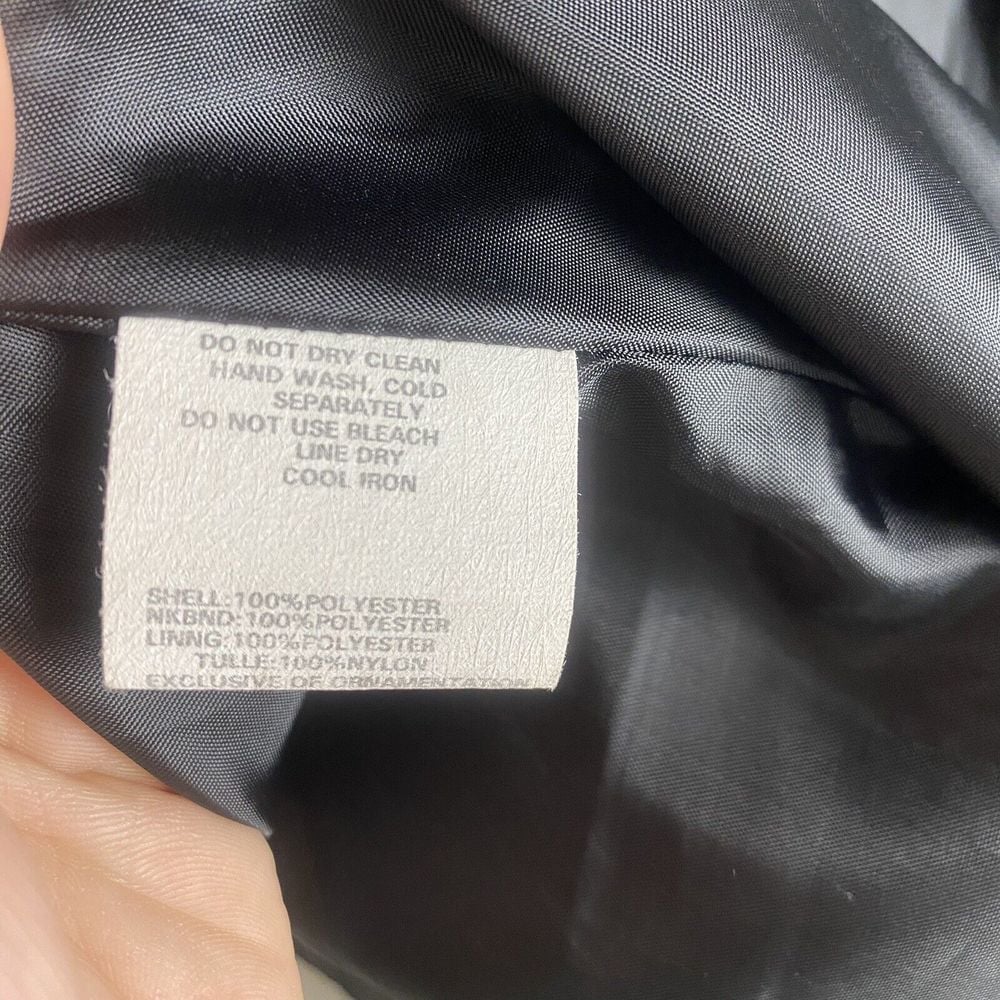 DO NOT DRY CLEAN
HAND WASH, COLD
SEPARATELY
DO NOT USE BLEACH
LINE DRY
COOL IRON
SHELL:100%POLYESTER
NKBND:100%POLYESTER
LINNG:100%POLYESTER
TULLE:100%NYLON
EXCLUSIVE OF ORNAMENTATION